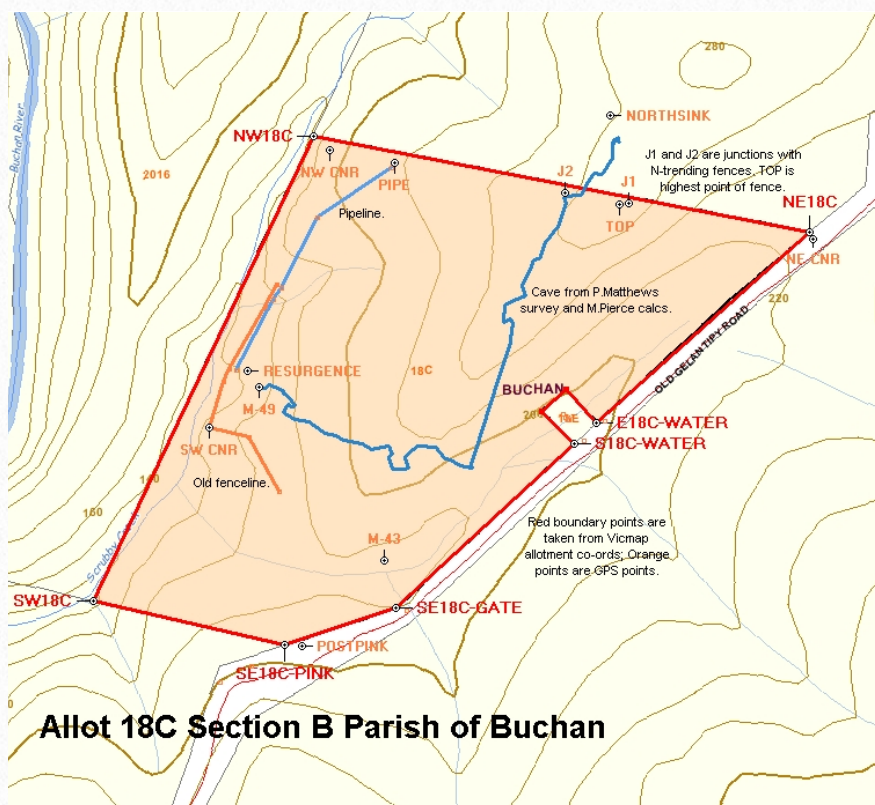 280
NORTHSINK
NW18C
NW CNR
PIPE
J2
J1
J1 and J2 are junctions with
N-trending fences. TOP is
highest point of fence.
Buchan River
2016
TOP
NE18C
NE CNR
Pipeline.
Cave from P.Matthews
survey and M.Pierce calcs.
220
OLD GELANTIPY ROAD
RESURGENCE
18C
M-49
BUCHAN
200
E18C-WATER
S18C-WATER
SW CNR
Old fenceline.
160
160
Scrubby Creek
M-43
Red boundary points are
taken from Vicmap
allotment co-ords; Orange
points are GPS points.
SW18C
SE18C-GATE
POSTPINK
SE18C-PINK
Allot 18C Section B Parish of Buchan